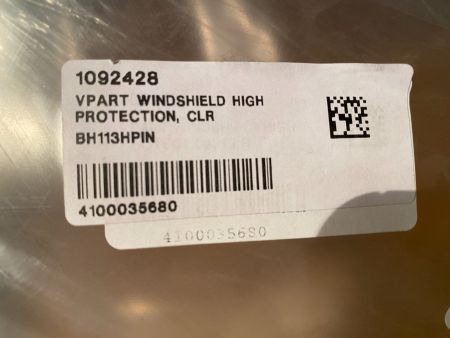 1092428
VPART WINDSHIELD HIGH
PROTECTION, CLR
BH113HPIN
4100035680
4100035680